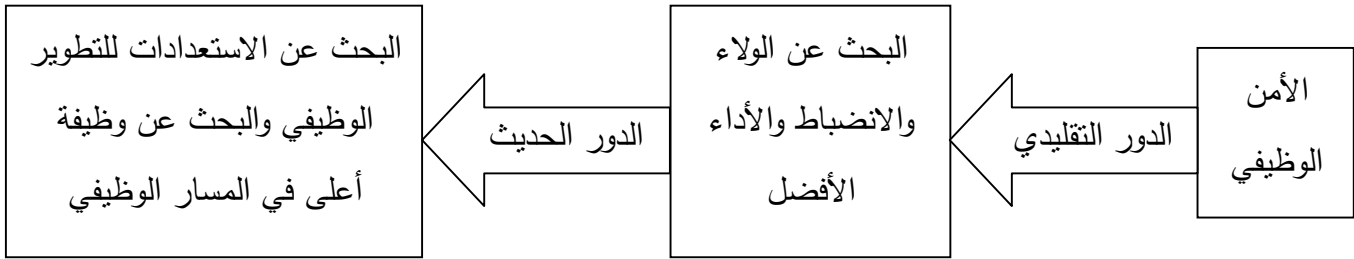 الأمن
الوظيفي
الدور التقليدي
البحث عن الولاء
والانضباط والأداء
الأفضل
الدور الحديث
البحث عن الاستعدادات للتطوير
الوظيفي والبحث عن وظيفة
أعلى في المسار الوظيفي